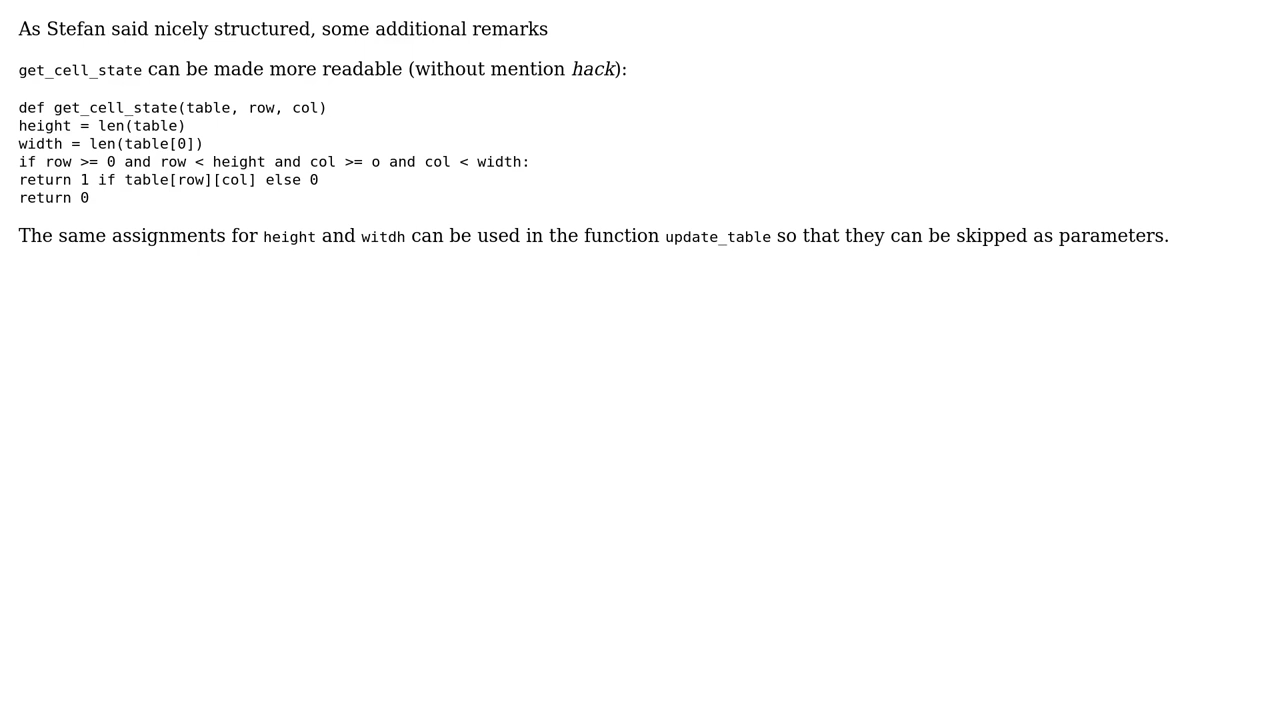 As Stefan said nicely structured, some additional remarks
get_cell_state can be made more readable (without mention hack):
def get_cell_state(table, row, col)
height = len(table)
width = len(table[0])
if row >= 0 and row < height and col >= o and col < width:
return 1 if table[row][col] else 0
return 0
The same assignments for height and witdh can be used in the function update_table so that they can be skipped as parameters.